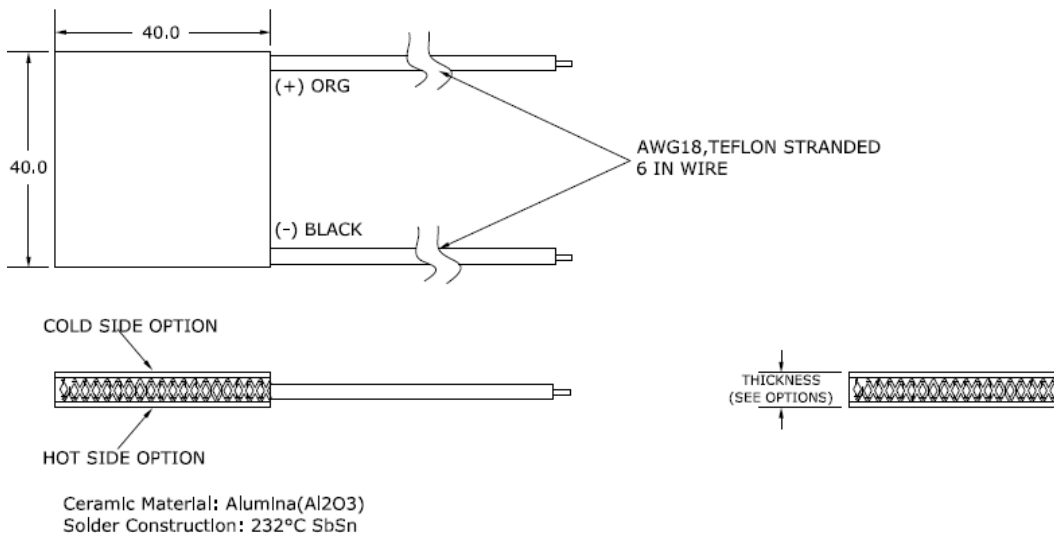 40.0
40.0
(+) ORG
AWG18,TEFLON STRANDED
6 IN WIRE
(-) BLACK
COLD SIDE OPTION
THICKNESS
(SEE OPTIONS)
HOT SIDE OPTION
Ceramic Material: Alumina(Al2O3)
Solder Construction: 232°C SbSn